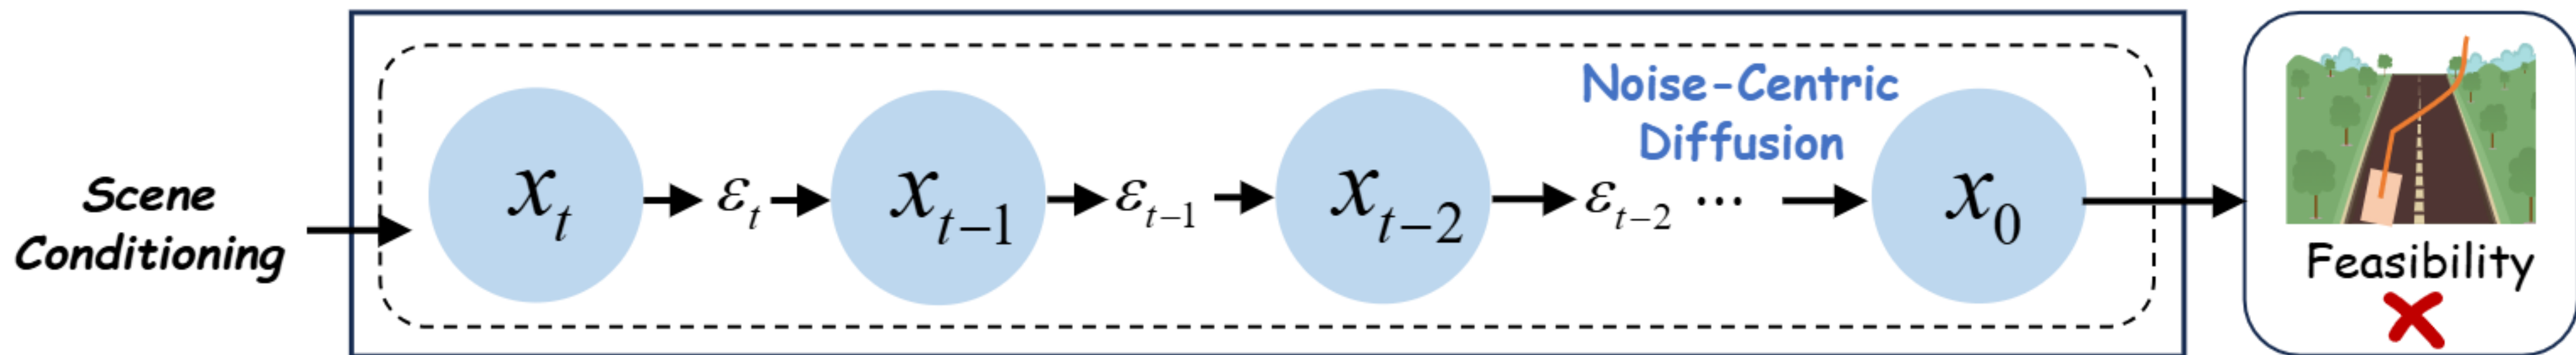 Scene
Conditioning
x_t
ε_t
x_{t-1}
ε_{t-1}
x_{t-2}
Noise-Centric
Diffusion
ε_{t-2} ...
x_0
Feasibility